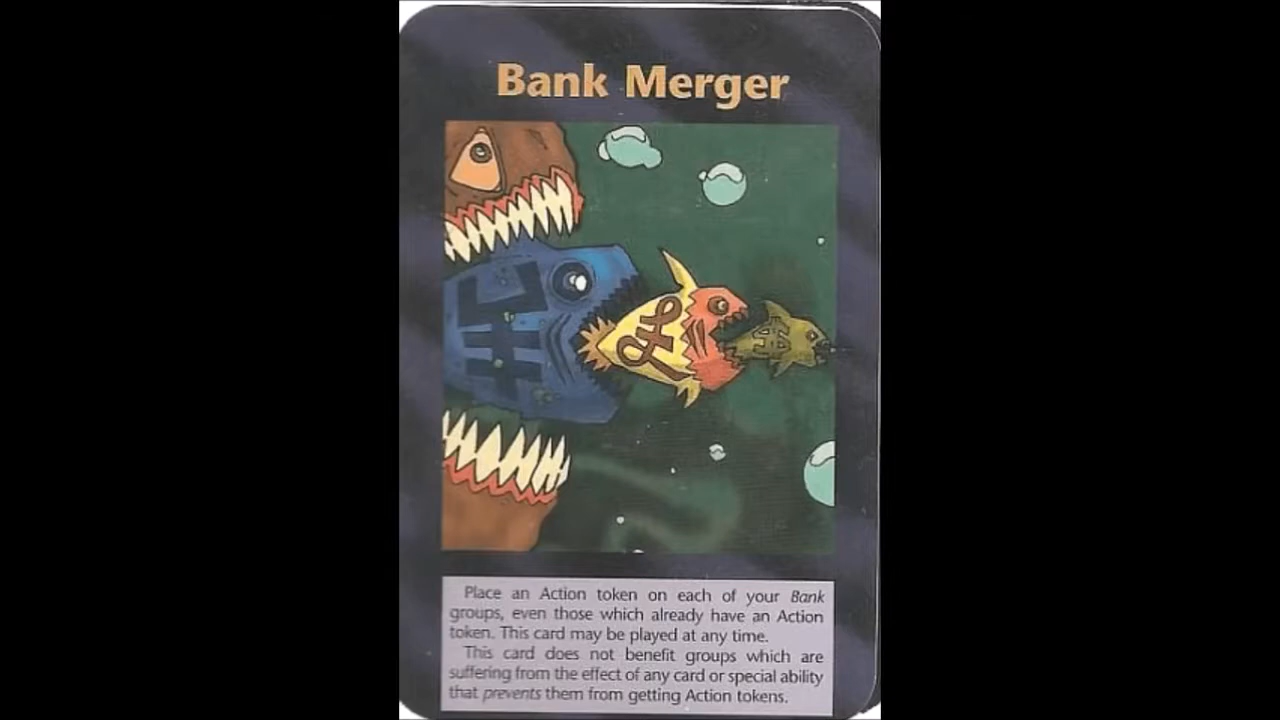 Bank Merger
Place an Action token on each of your Bank
groups, even those which already have an Action
token. This card may be played at any time.
This card does not benefit groups which are
suffering from the effect of any card or special ability
that prevents them from getting Action tokens.